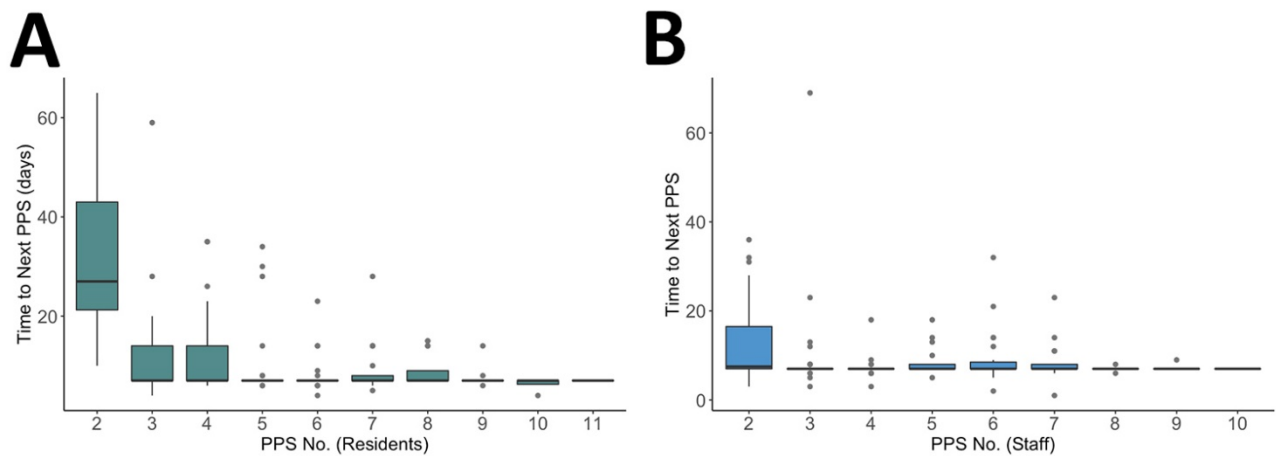 A
B
Time to Next PPS (days)
60
40
20
2 3 4 5 6 7 8 9 10 11
PPS No. (Residents)
Time to Next PPS
60
40
20
0
2 3 4 5 6 7 8 9 10
PPS No. (Staff)